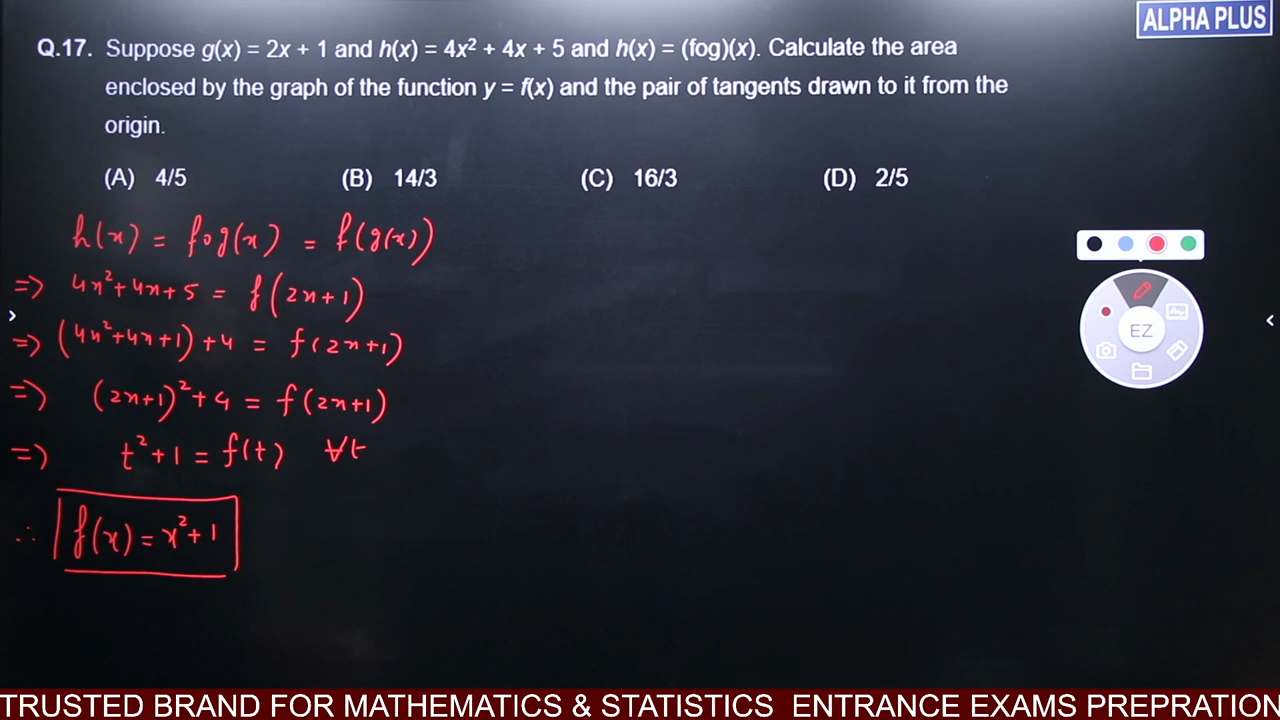 ALPHA PLUS
Q.17. Suppose g(x) = 2x + 1 and h(x) = 4x² + 4x + 5 and h(x) = (fog)(x). Calculate the area
enclosed by the graph of the function y = f(x) and the pair of tangents drawn to it from the
origin.
(A) 4/5 (B) 14/3 (C) 16/3 (D) 2/5
h(x) = fog(x) = f(g(x))
=> 4x²+4x+5 = f(2x+1)
=> (4x²+4x+1)+4 = f(2x+1)
=> (2x+1)²+4 = f(2x+1)
=> t²+1 = f(t) ∀t
∴ f(x) = x²+1
EZ
TRUSTED BRAND FOR MATHEMATICS & STATISTICS ENTRANCE EXAMS PREPRATION